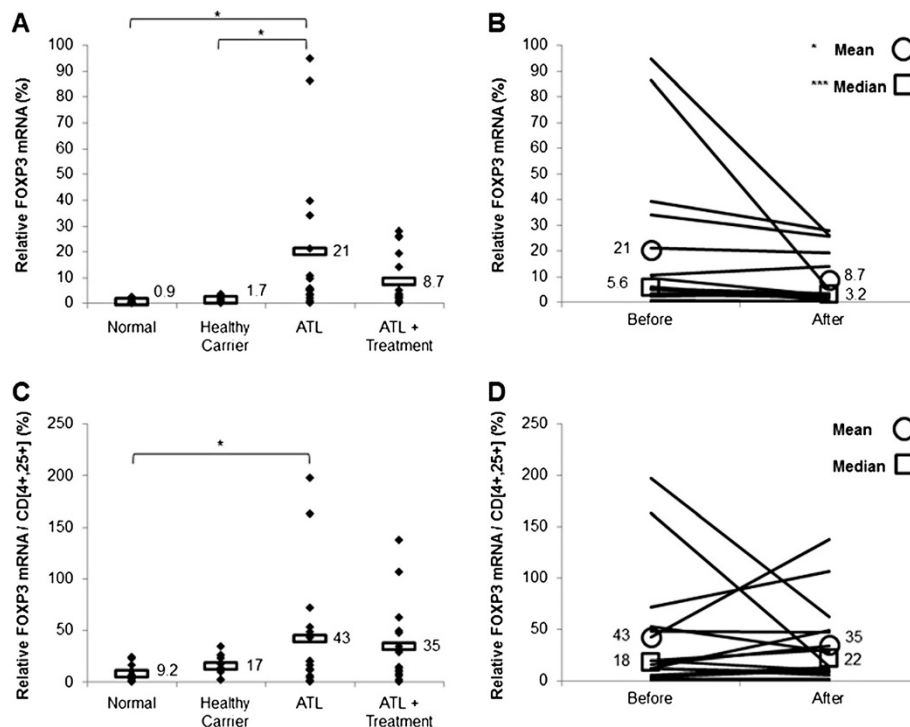 A
*
*
Relative FOXP3 mRNA (%)
100
90
80
70
60
50
40
30
20
10
0
0.9
1.7
21
8.7
Normal
Healthy
Carrier
ATL
ATL +
Treatment
B
* Mean
*** Median
Relative FOXP3 mRNA (%)
100
90
80
70
60
50
40
30
20
10
0
21
5.6
8.7
3.2
Before
After
C
*
Relative FOXP3 mRNA / CD[4+,25+] (%)
250
200
150
100
50
0
9.2
17
43
35
Normal
Healthy
Carrier
ATL
ATL +
Treatment
D
Mean
Median
Relative FOXP3 mRNA / CD[4+,25+] (%)
250
200
150
100
50
0
43
18
35
22
Before
After